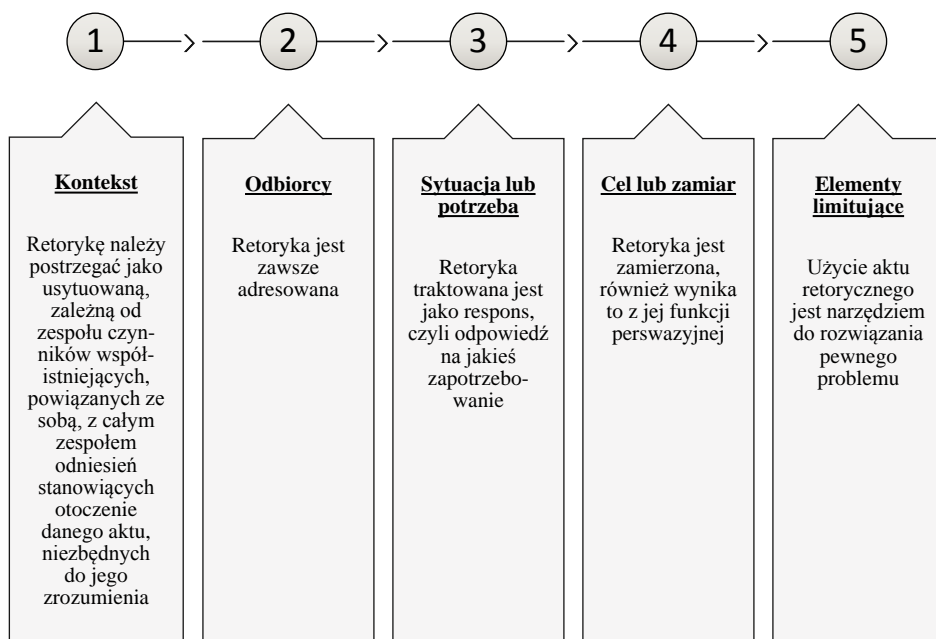 1
2
3
4
5
Kontekst
Retorykę należy
postrzegać jako
usytuowaną,
zależną od
zespołu czyn-
ników współ-
istniejących,
powiązanych ze
sobą, z całym
zespołem
odniesień
stanowiących
otoczenie
danego aktu,
niezbędnych
do jego
zrozumienia
Odbiorcy
Retoryka jest
zawsze
adresowana
Sytuacja lub
potrzeba
Retoryka
traktowana jest
jako respons,
czyli odpowiedź
na jakieś
zapotrzebo-
wanie
Cel lub zamiar
Retoryka jest
zamierzona,
również wynika
to z jej funkcji
perswazyjnej
Elementy
limitujące
Użycie aktu
retorycznego
jest narzędziem
do rozwiązania
pewnego
problemu